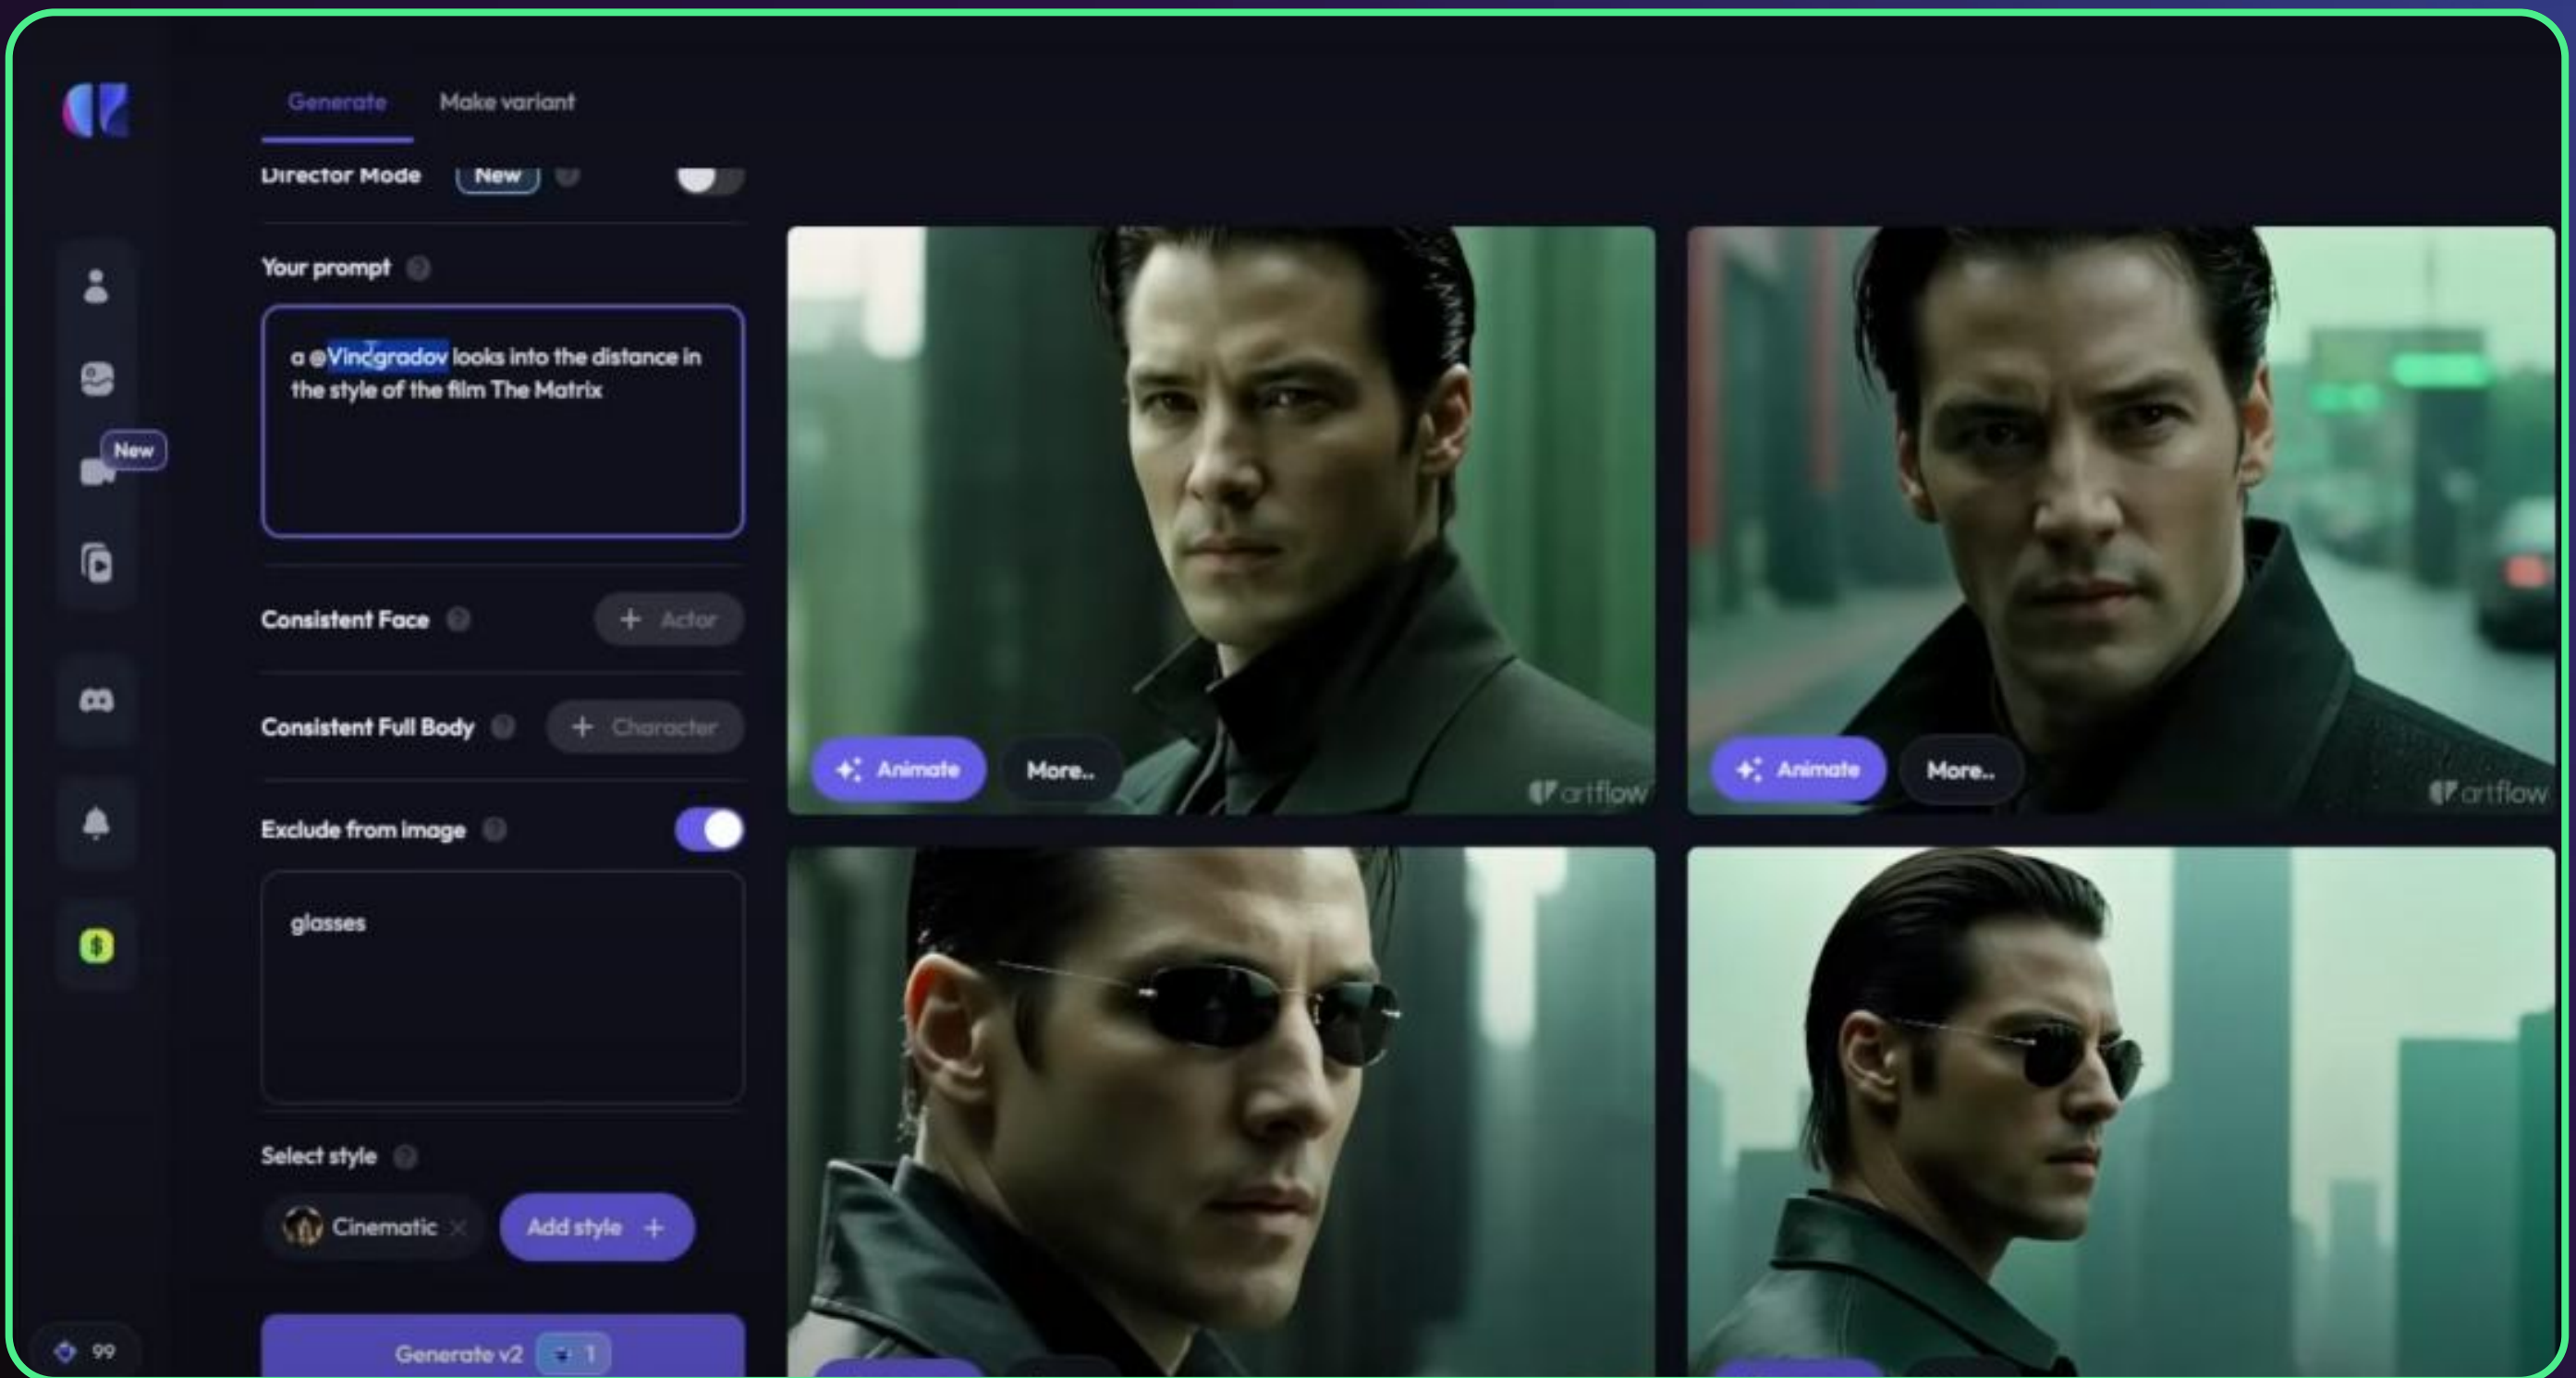 Generate Make variant
Director Mode New
Your prompt
a @Vinogradov looks into the distance in
the style of the film The Matrix
New
Consistent Face + Actor
Consistent Full Body + Character
Exclude from image
glasses
Select style
Cinematic × Add style +
Generate v2 1
99
Animate More..
artflow
Animate More..
artflow